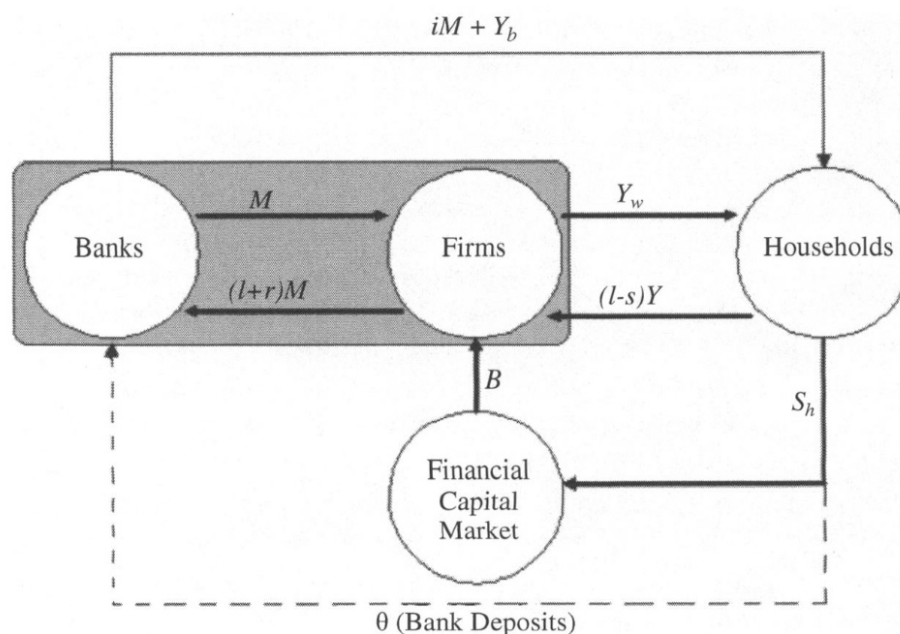 iM + Y_b
M
Y_w
Banks
Firms
Households
(l+r)M
(l-s)Y
B
S_h
Financial
Capital
Market
θ (Bank Deposits)